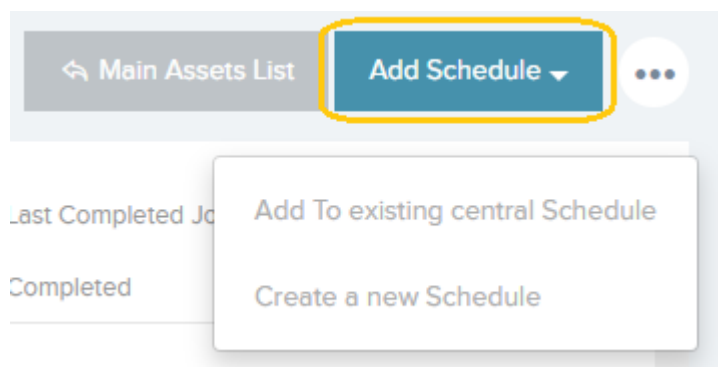 Main Assets List
Add Schedule
Last Completed Jo
Add To existing central Schedule
Completed
Create a new Schedule